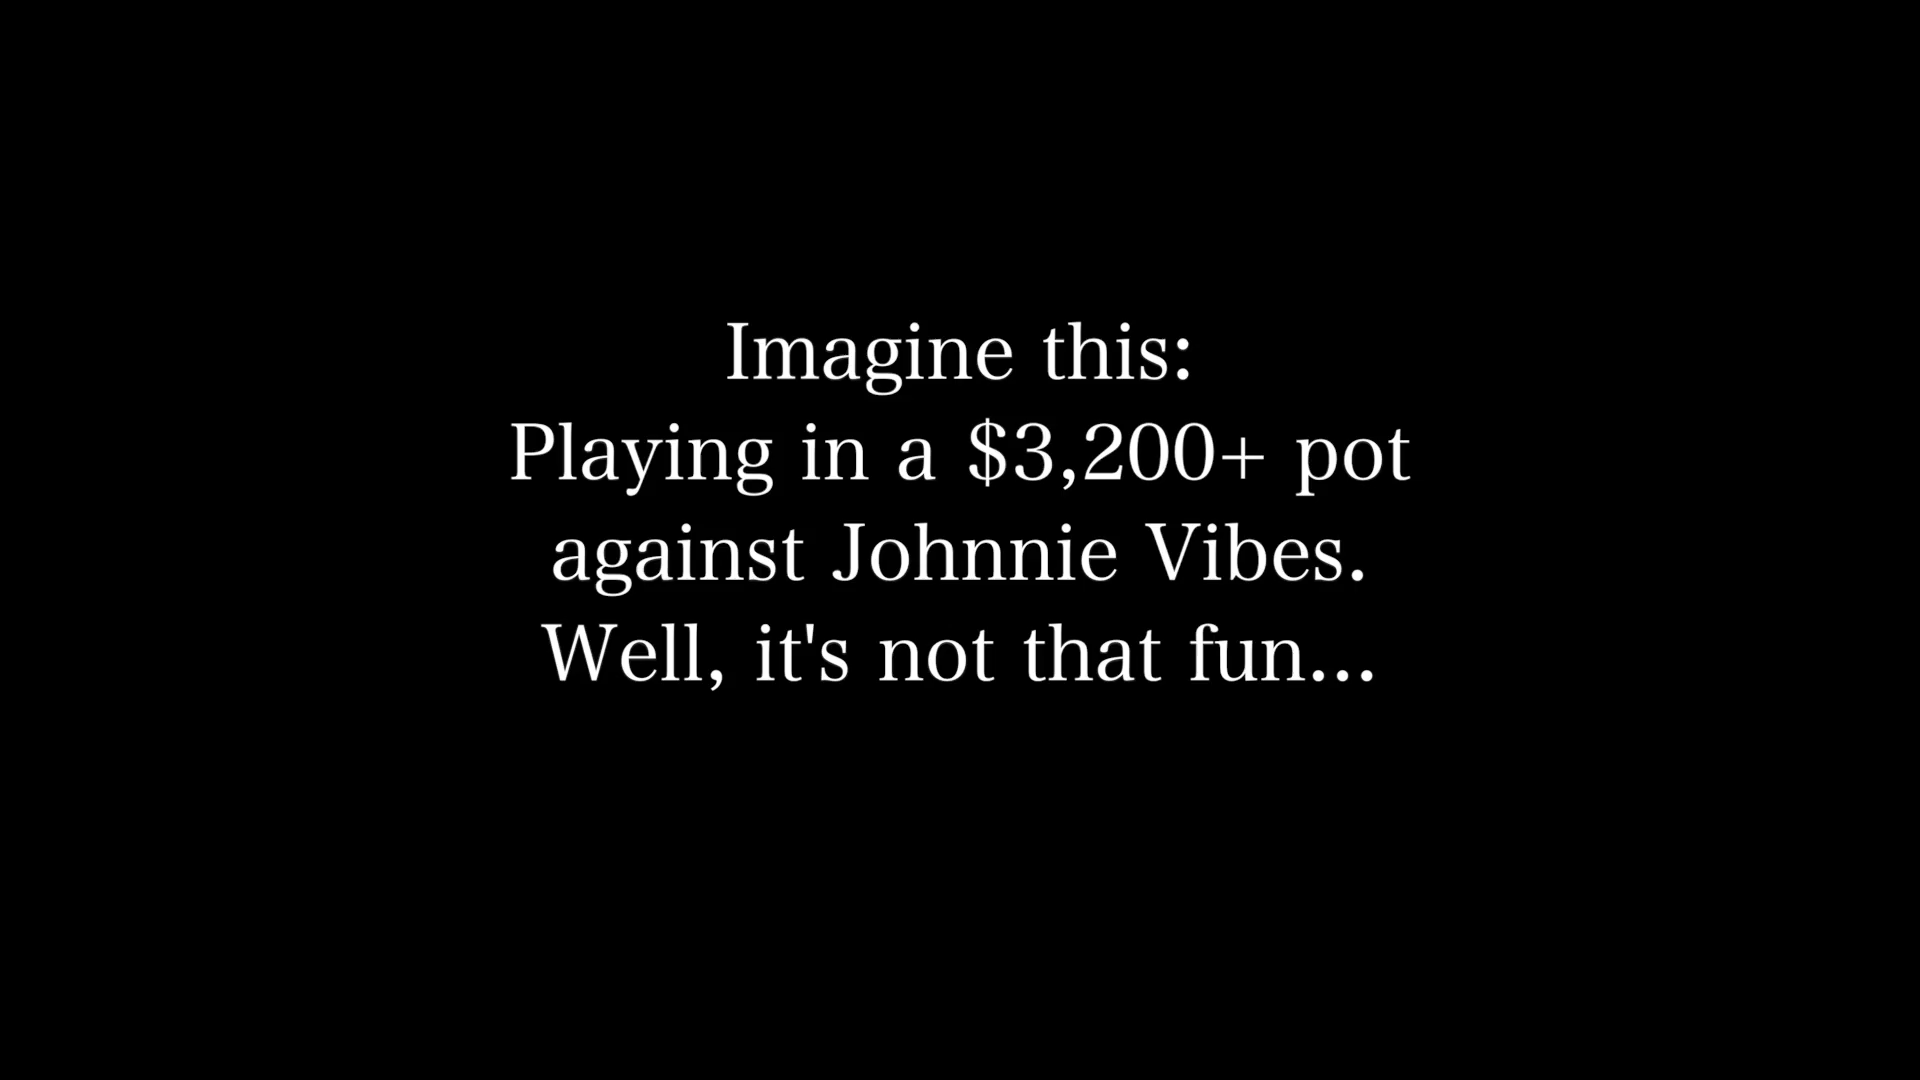 Imagine this:
Playing in a $3,200+ pot
against Johnnie Vibes.
Well, it's not that fun...